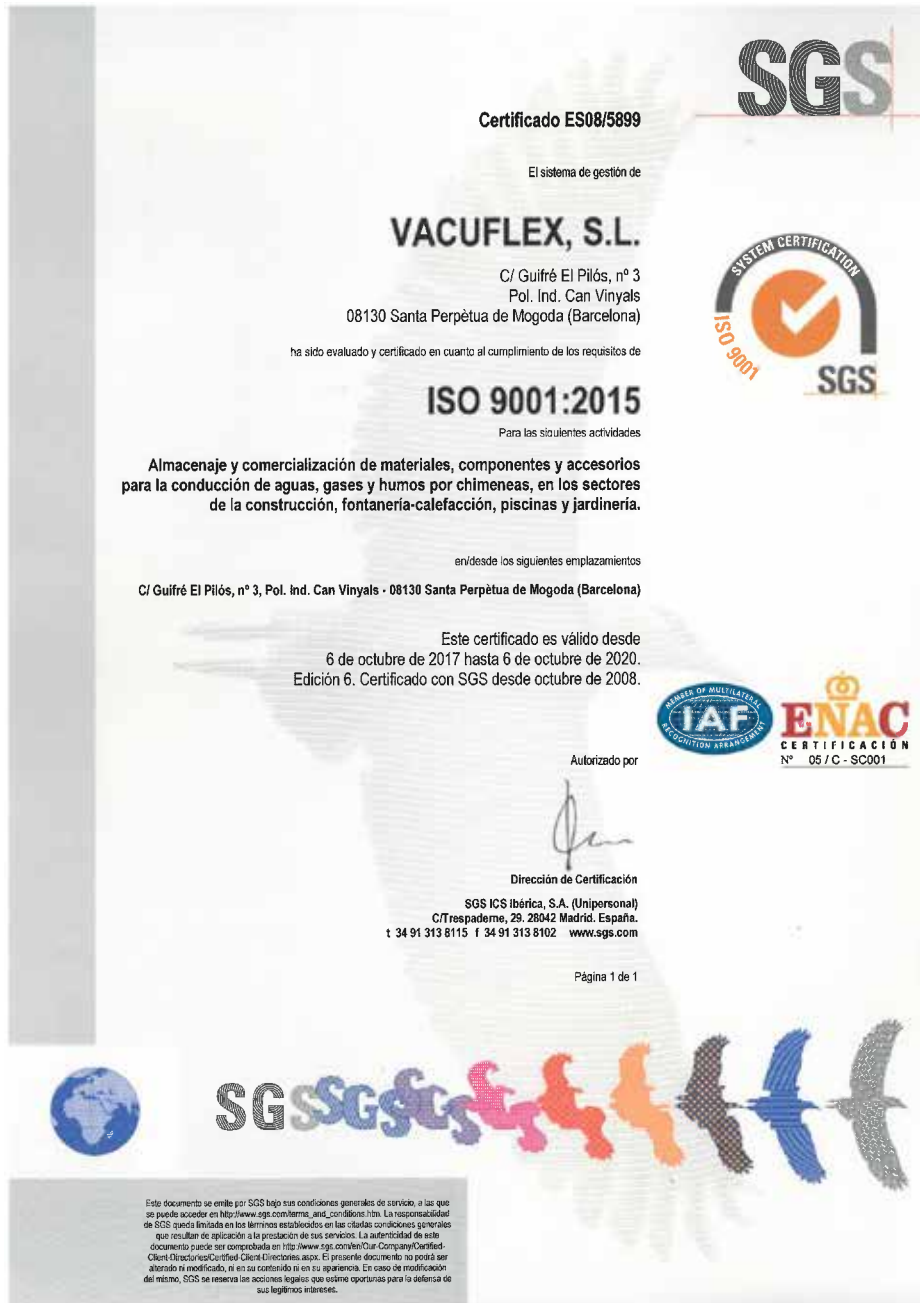 SGS
Certificado ES08/5899
El sistema de gestión de
VACUFLEX, S.L.
C/ Guifré El Pilós, nº 3
Pol. Ind. Can Vinyals
08130 Santa Perpètua de Mogoda (Barcelona)
SYSTEM CERTIFICATION
ISO 9001
SGS
ha sido evaluado y certificado en cuanto al cumplimiento de los requisitos de
ISO 9001:2015
Para las siguientes actividades
Almacenaje y comercialización de materiales, componentes y accesorios
para la conducción de aguas, gases y humos por chimeneas, en los sectores
de la construcción, fontanería-calefacción, piscinas y jardinería.
en/desde los siguientes emplazamientos
C/ Guifré El Pilós, nº 3, Pol. Ind. Can Vinyals - 08130 Santa Perpètua de Mogoda (Barcelona)
Este certificado es válido desde
6 de octubre de 2017 hasta 6 de octubre de 2020.
Edición 6. Certificado con SGS desde octubre de 2008.
MEMBER OF MULTILATERAL
IAF
RECOGNITION ARRANGEMENT
ENAC
CERTIFICACIÓN
Nº 05 / C - SC001
Autorizado por
Dirección de Certificación
SGS ICS Ibérica, S.A. (Unipersonal)
C/Trespaderne, 29. 28042 Madrid. España.
t 34 91 313 8115 f 34 91 313 8102 www.sgs.com
Página 1 de 1
SGSSGSGS
Este documento se emite por SGS bajo sus condiciones generales de servicio, a las que
se puede acceder en http://www.sgs.com/terms_and_conditions.htm. La responsabilidad
de SGS queda limitada en los términos establecidos en las citadas condiciones generales
que resultan de aplicación a la prestación de sus servicios. La autenticidad de este
documento puede ser comprobada en http://www.sgs.com/en/Our-Company/Certified-
Client-Directories/Certified-Client-Directories.aspx. El presente documento no podrá ser
alterado ni modificado, ni en su contenido ni en su apariencia. En caso de modificación
del mismo, SGS se reserva las acciones legales que estime oportunas para la defensa de
sus legítimos intereses.